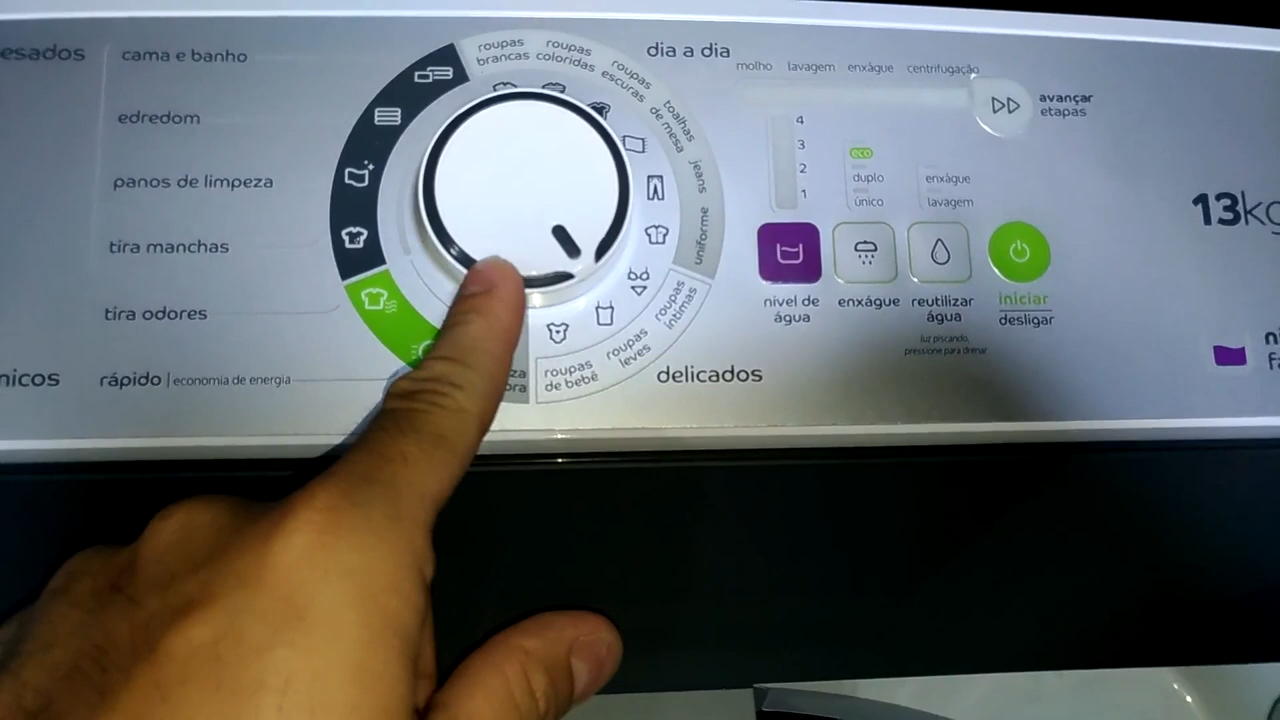 esados
cama e banho
edredom
panos de limpeza
tira manchas
tira odores
nicos
rápido | economia de energia
roupas
brancas
roupas
coloridas
roupas
escuras
toalhas
de mesa
jeans
uniforme
roupas
íntimas
roupas
leves
roupas
de bebê
za
ora
dia a dia
delicados
molho lavagem enxágue centrifugação
avançar
etapas
4
3
2
1
eco
duplo
único
enxágue
lavagem
nível de
água
enxágue
reutilizar
água
luz piscando,
pressione para drenar
iniciar
desligar
13kg